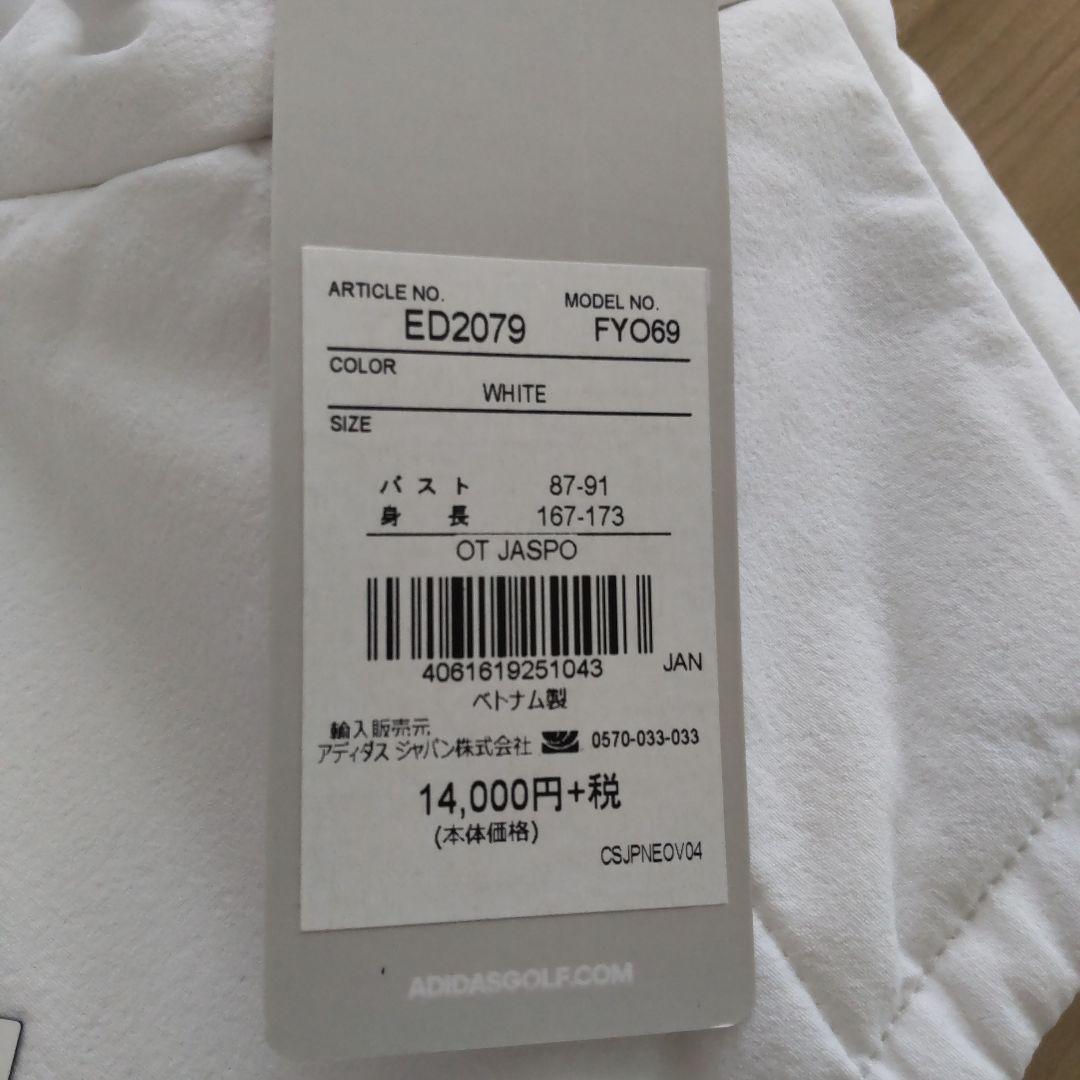 ARTICLE NO. MODEL NO.
ED2079 FYO69
COLOR
WHITE
SIZE
バスト 87-91
身長 167-173
OT JASPO
4061619251043 JAN
ベトナム製
輸入販売元
アディダス ジャパン株式会社 0570-033-033
14,000円+税
(本体価格)
CSJPNEOV04
ADIDASGOLF.COM